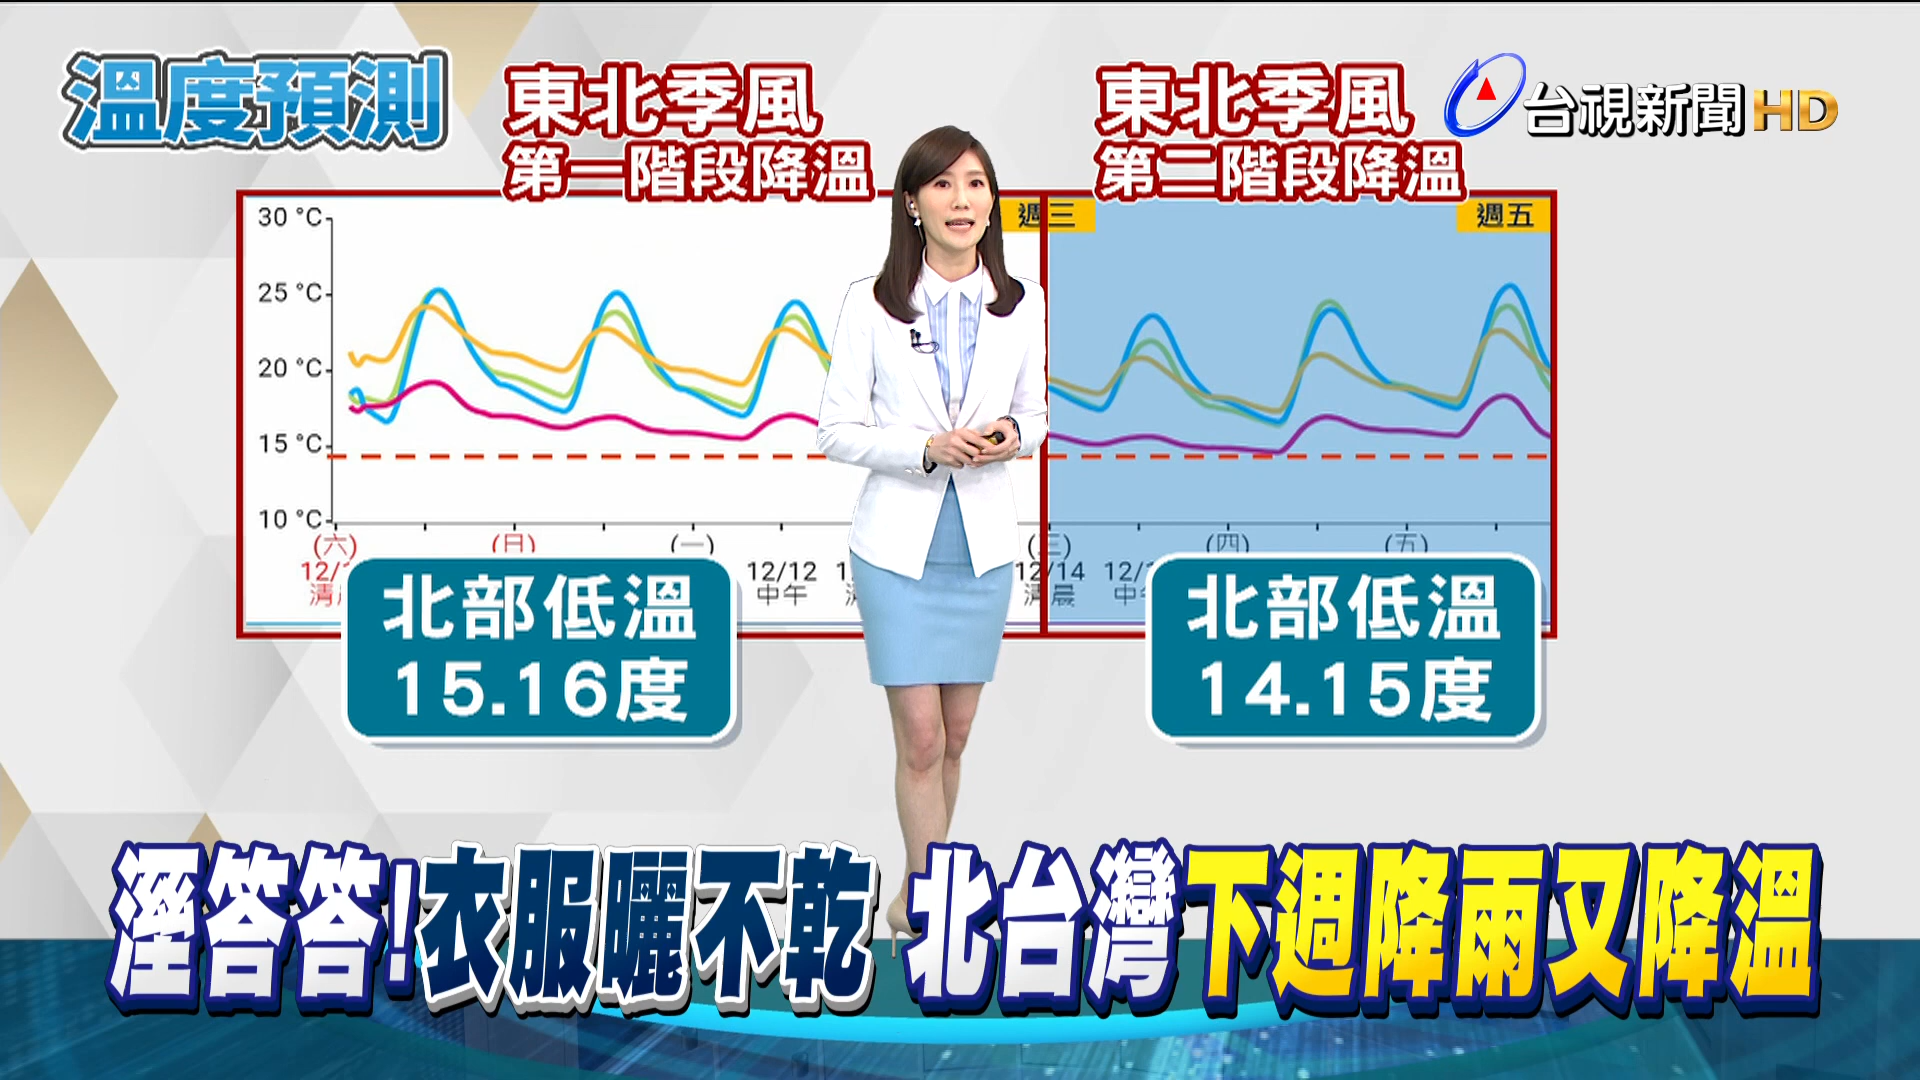 溫度預測
東北季風
第一階段降溫
東北季風
第二階段降溫
台視新聞HD
週三
週五
30 °C
25 °C
20 °C
15 °C
10 °C
(六)
(日)
(一)
(三)
(四)
(五)
12/12
中午
12/14
清晨
12/1
北部低溫
15.16度
北部低溫
14.15度
溼答答!衣服曬不乾 北台灣下週降雨又降溫